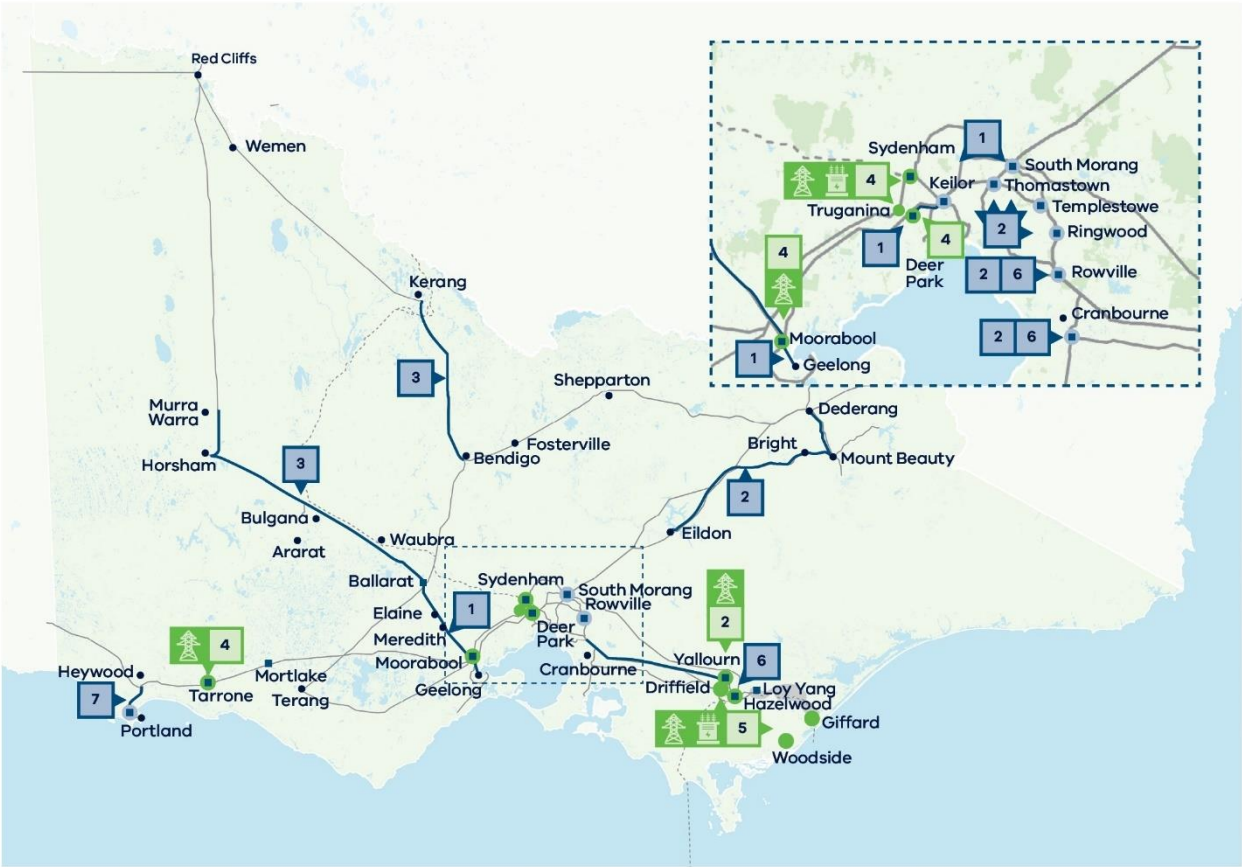 Red Cliffs
Wemen
Kerang
3
Murra
Warra
Horsham
3
Bendigo
Fosterville
Shepparton
Dederang
Bright
Mount Beauty
2
Eildon
Bulgana
Ararat
Waubra
Ballarat
Elaine
Meredith
1
Moorabool
Geelong
Sydenham
South Morang
Rowville
Deer
Park
Cranbourne
2
Yallourn
6
Driffield
Loy Yang
Hazelwood
5
Giffard
Woodside
4
Heywood
Mortlake
Tarrone
Terang
7
Portland
1
Sydenham
South Morang
4
Keilor
Thomastown
Truganina
Templestowe
2
Ringwood
1
4
Deer
Park
4
2 6
Rowville
Cranbourne
2 6
Moorabool
1
Geelong